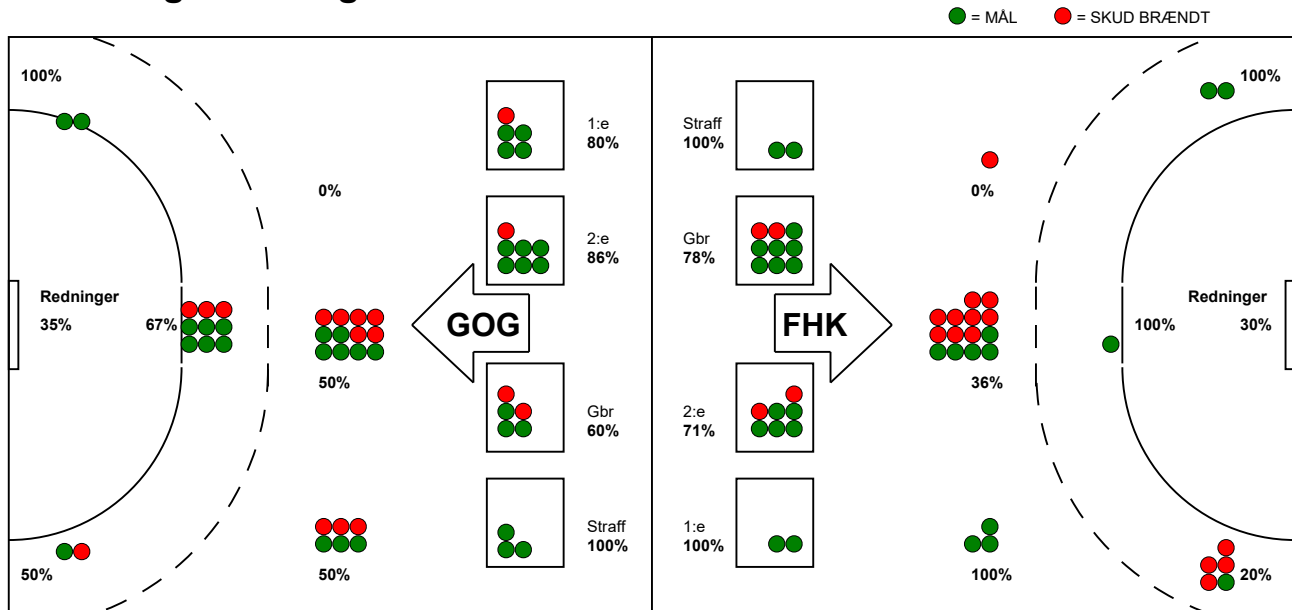 = MÅL
= SKUD BRÆNDT
100%
0%
Redninger
35%
67%
50%
50%
50%
1:e
80%
2:e
86%
GOG
Gbr
60%
Straff
100%
Straff
100%
Gbr
78%
FHK
2:e
71%
1:e
100%
100%
0%
Redninger
100%
30%
36%
100%
20%